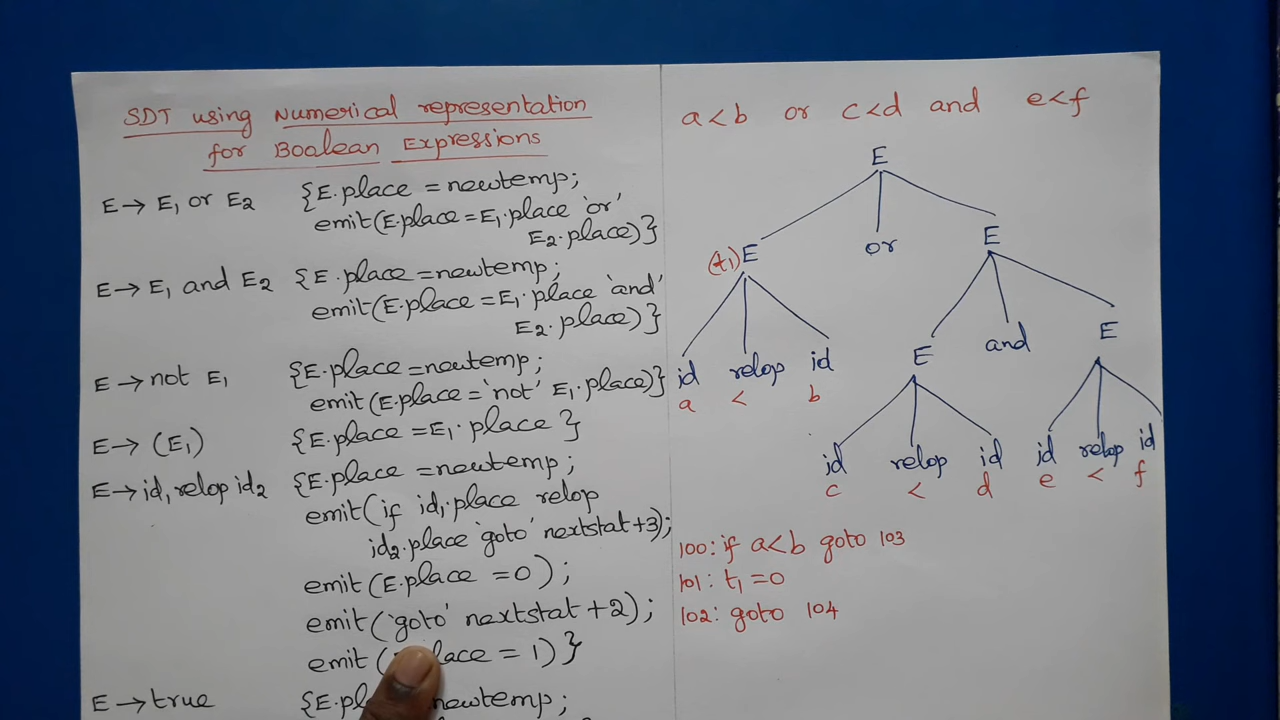 SDT using Numerical representation
for Boolean Expressions
E → E1 or E2 {E.place = newtemp;
emit(E.place = E1.place 'or'
E2.place)}
E → E1 and E2 {E.place = newtemp;
emit(E.place = E1.place 'and'
E2.place)}
E → not E1 {E.place = newtemp;
emit(E.place = 'not' E1.place)}
E → (E1) {E.place = E1.place }
E → id1 relop id2 {E.place = newtemp;
emit(if id1.place relop
id2.place 'goto' nextstat+3);
emit(E.place = 0);
emit('goto' nextstat+2);
emit( place = 1)}
E → true {E.pl newtemp;
a < b or c < d and e < f
E
(t1) E or E
id relop id E and E
a < b
id relop id id relop id
c < d e < f
100: if a < b goto 103
101: t1 = 0
102: goto 104